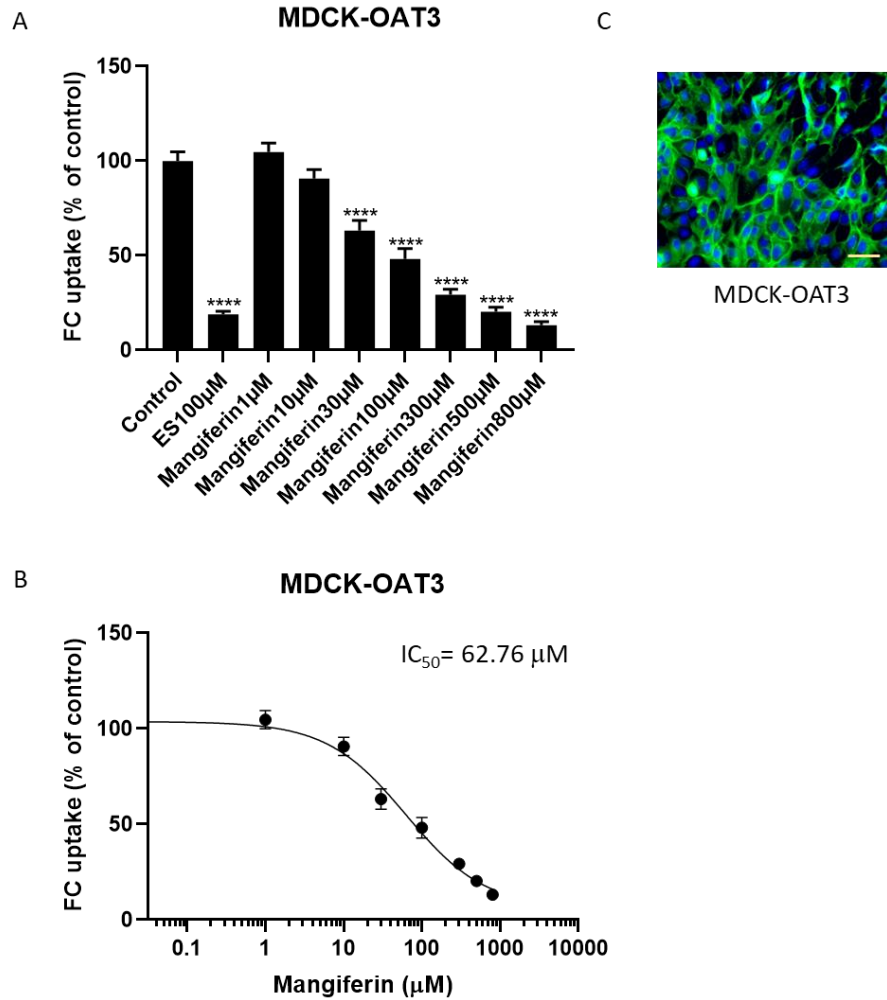 A
MDCK-OAT3
FC uptake (% of control)
150
100
50
0
****
****
****
****
****
****
Control
ES100µM
Mangiferin1µM
Mangiferin10µM
Mangiferin30µM
Mangiferin100µM
Mangiferin300µM
Mangiferin500µM
Mangiferin800µM
C
MDCK-OAT3
B
MDCK-OAT3
FC uptake (% of control)
150
100
50
0
IC50= 62.76 µM
0.1 1 10 100 1000 10000
Mangiferin (µM)